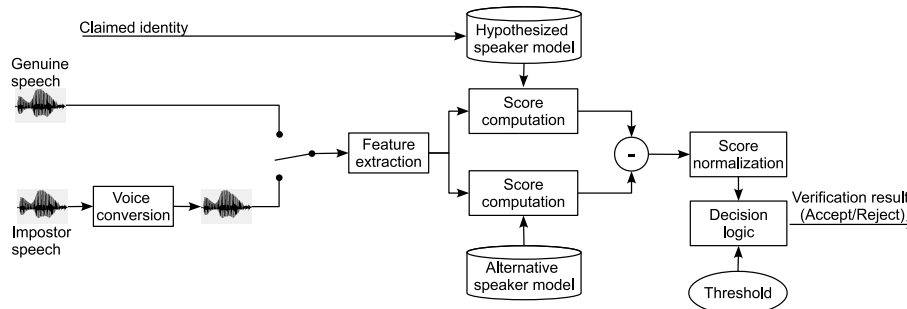 Claimed identity
Hypothesized
speaker model
Genuine
speech
Score
computation
Feature
extraction
-
Score
normalization
Voice
conversion
Score
computation
Impostor
speech
Decision
logic
Verification result
(Accept/Reject)
Alternative
speaker model
Threshold